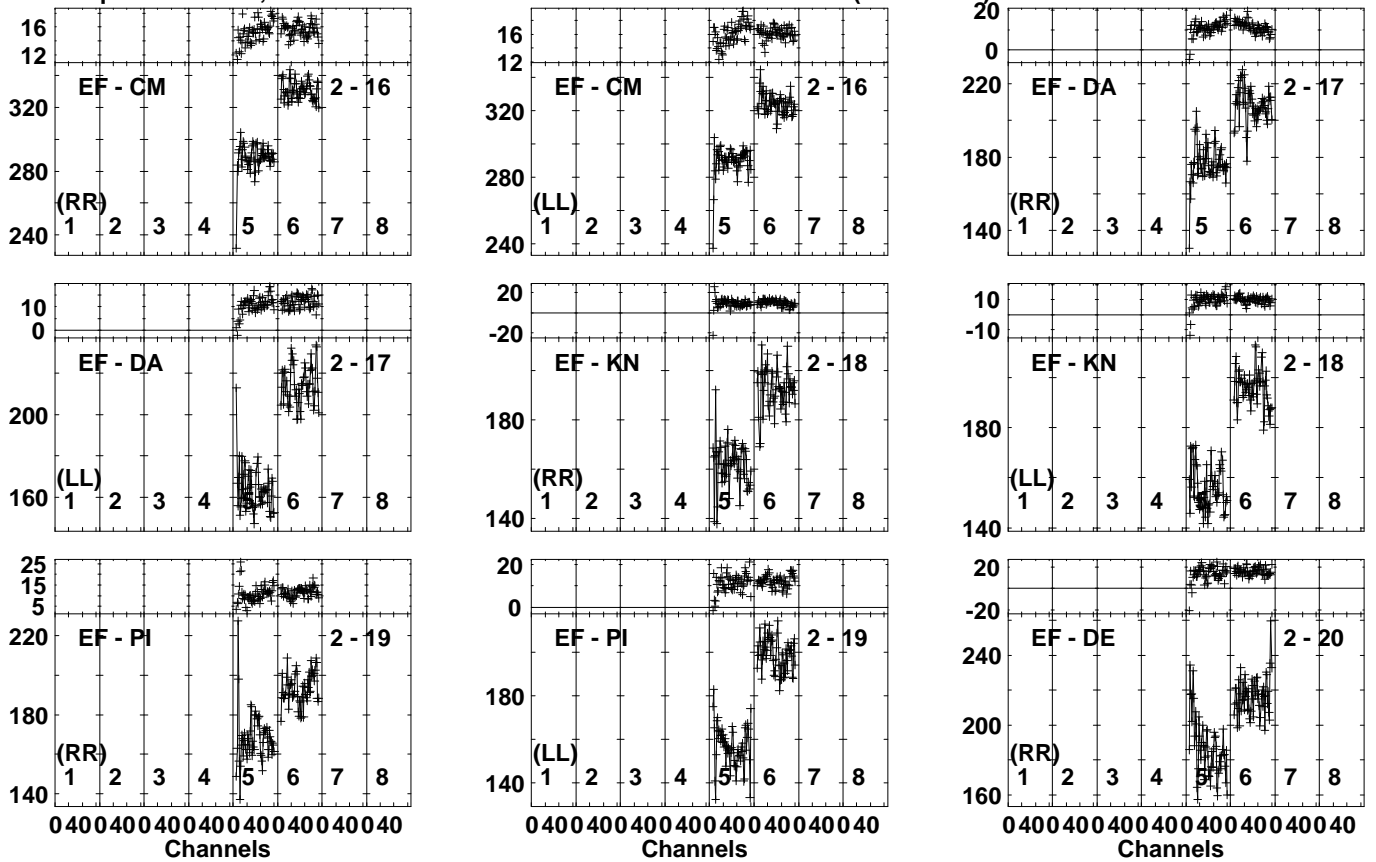 16
12
EF - CM 2 - 16
320
280
240
(RR)
1 2 3 4 5 6 7 8
16
12
EF - CM 2 - 16
320
280
240
(LL)
1 2 3 4 5 6 7 8
20
0
EF - DA 2 - 17
220
180
140
(RR)
1 2 3 4 5 6 7 8
10
0
EF - DA 2 - 17
200
160
(LL)
1 2 3 4 5 6 7 8
20
-20
EF - KN 2 - 18
180
140
(RR)
1 2 3 4 5 6 7 8
10
-10
EF - KN 2 - 18
180
140
(LL)
1 2 3 4 5 6 7 8
25
15
5
EF - PI 2 - 19
220
180
140
(RR)
1 2 3 4 5 6 7 8
0 40 0 40 0 40 0 40 0 40 0 40 0 40 0 40
Channels
20
0
EF - PI 2 - 19
180
140
(LL)
1 2 3 4 5 6 7 8
0 40 0 40 0 40 0 40 0 40 0 40 0 40 0 40
Channels
20
-20
EF - DE 2 - 20
240
200
160
(RR)
1 2 3 4 5 6 7 8
0 40 0 40 0 40 0 40 0 40 0 40 0 40 0 40
Channels